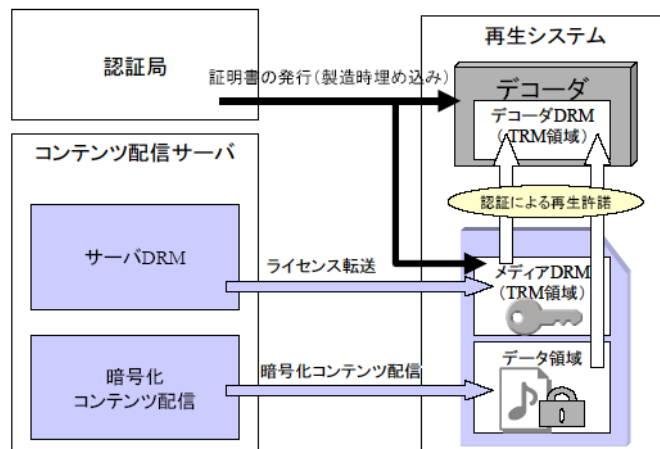 認証局
証明書の発行(製造時埋め込み)
再生システム
デコーダ
デコーダDRM
(TRM領域)
認証による再生許諾
コンテンツ配信サーバ
サーバDRM
ライセンス転送
メディアDRM
(TRM領域)
暗号化
コンテンツ配信
暗号化コンテンツ配信
データ領域